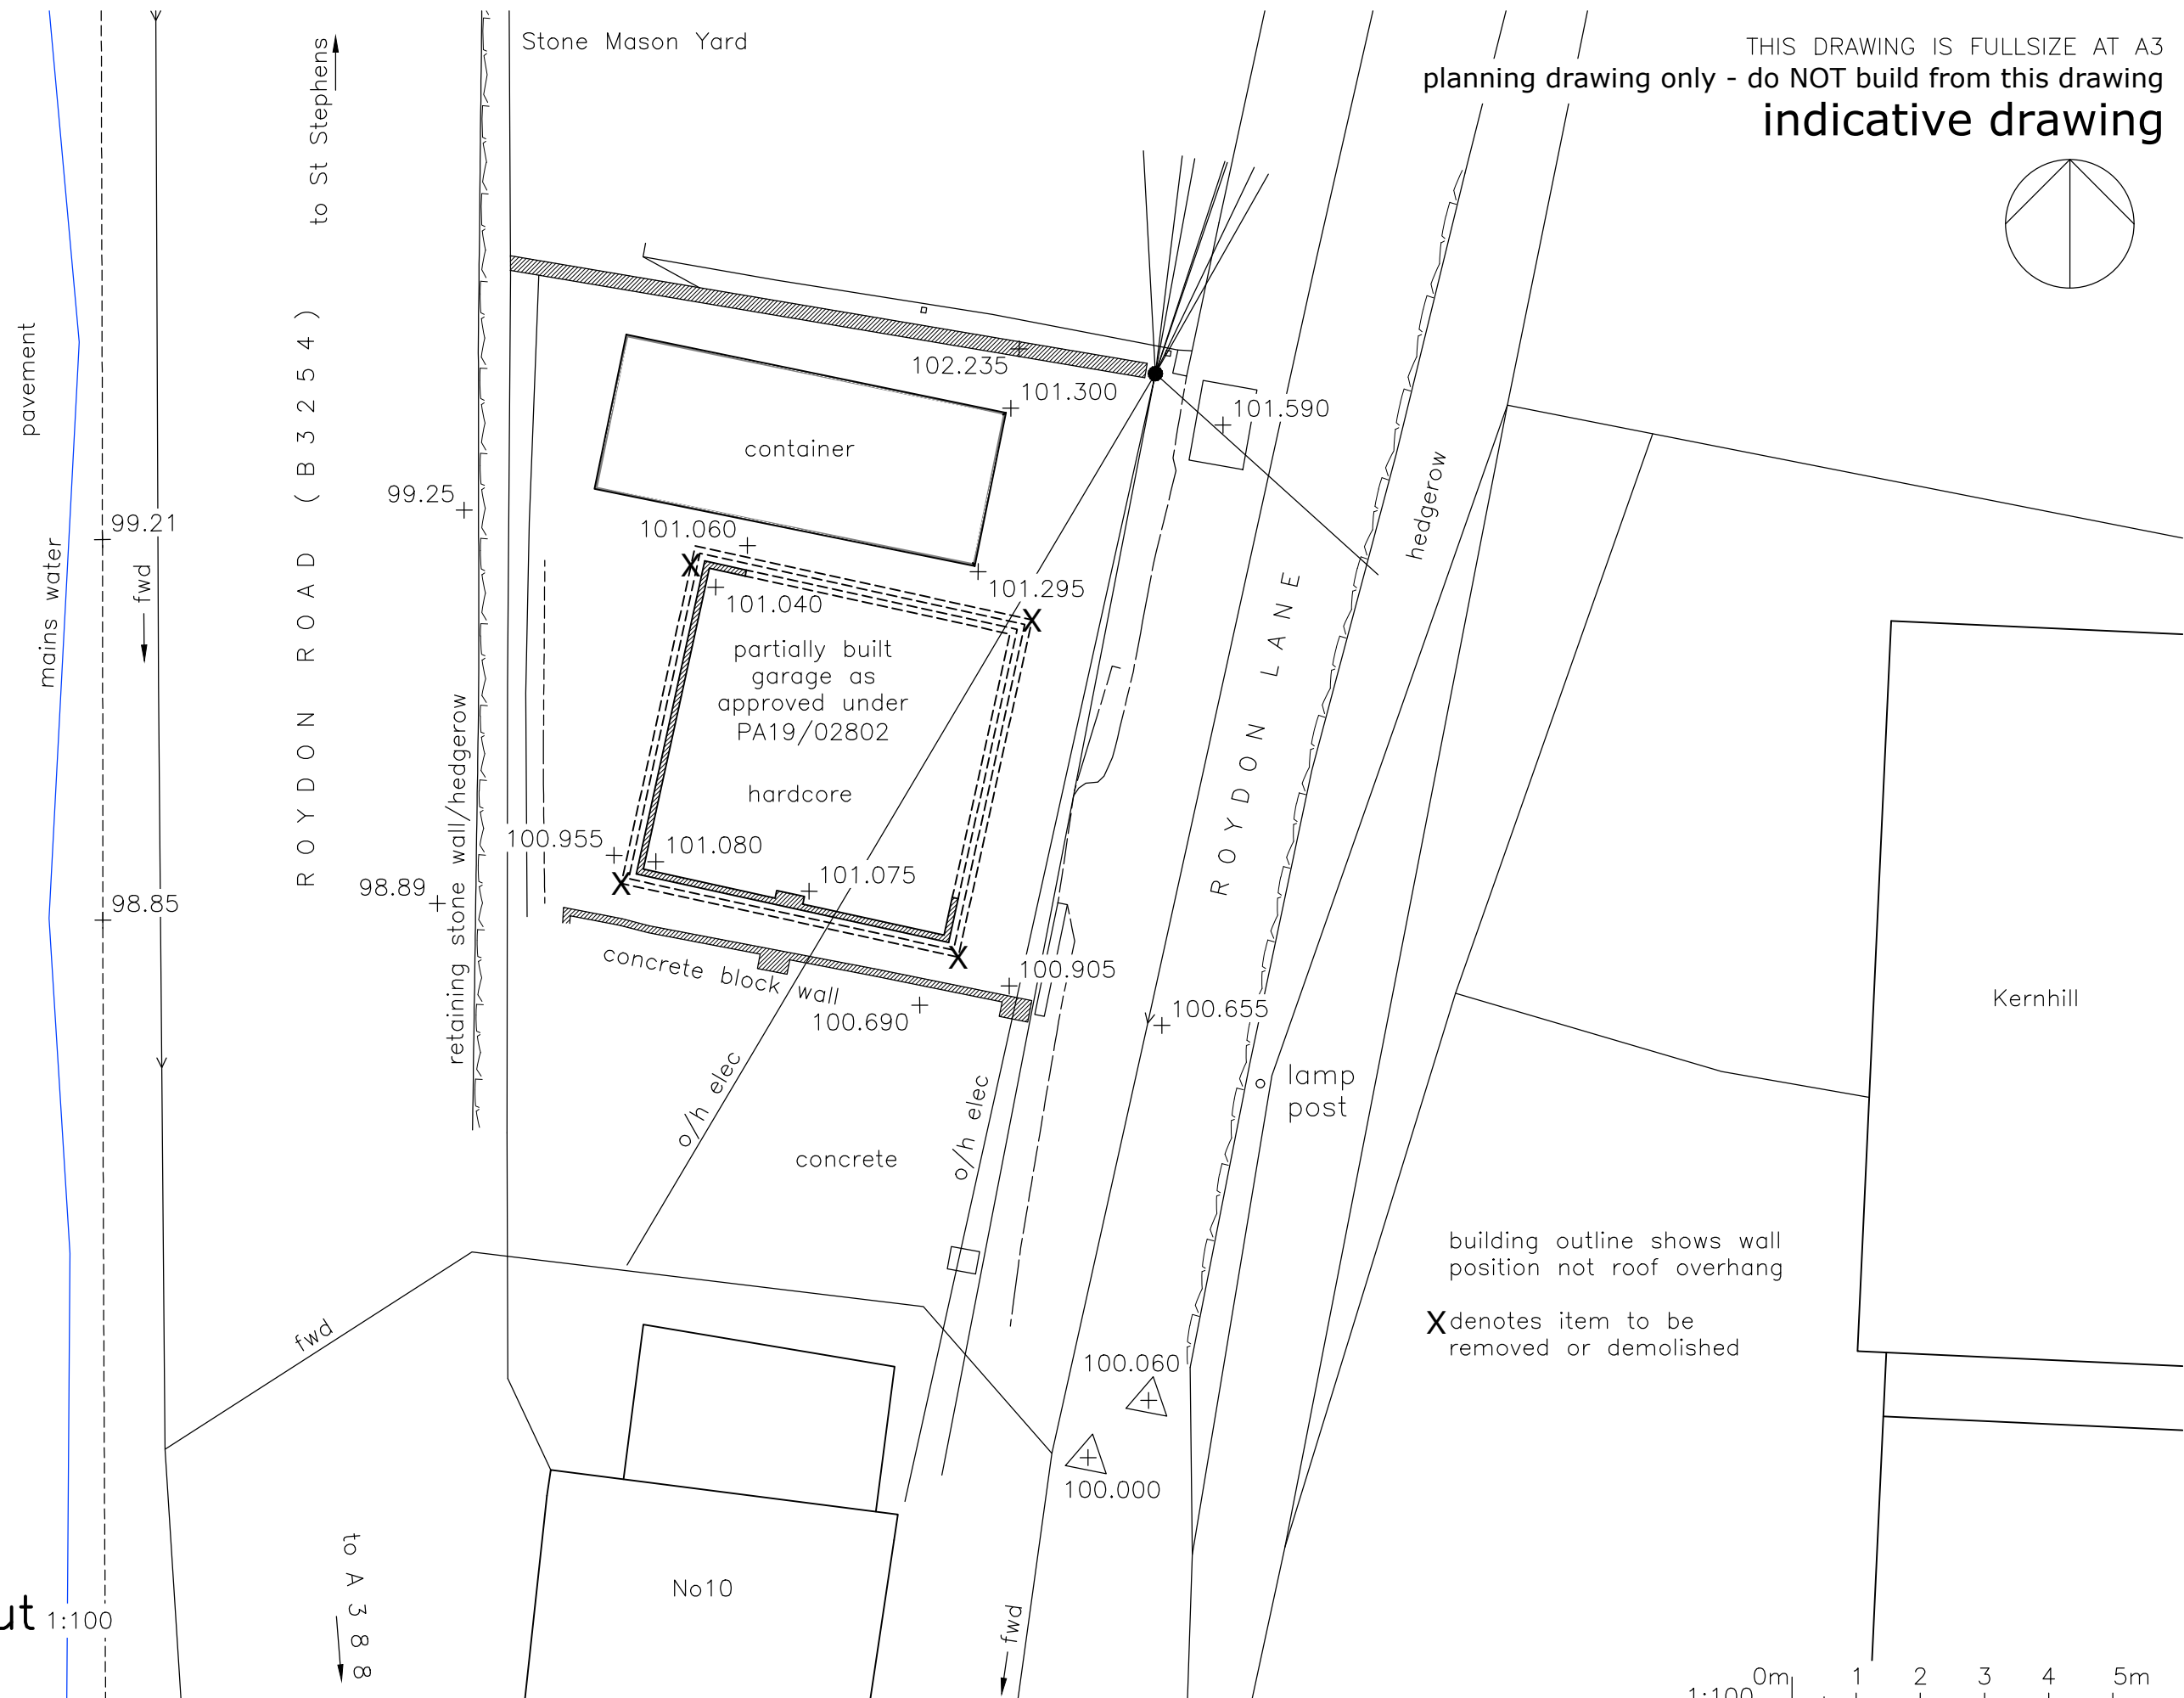 Stone Mason Yard
THIS DRAWING IS FULLSIZE AT A3
planning drawing only - do NOT build from this drawing
indicative drawing
to St Stephens
pavement
mains water
ROYDON ROAD (B3254)
retaining stone wall/hedgerow
102.235
101.300
101.590
container
hedgerow
99.25
99.21
fwd
101.060
101.295
101.040
partially built
garage as
approved under
PA19/02802
hardcore
ROYDON LANE
100.955
101.080
101.075
98.89
98.85
concrete block wall
100.905
100.690
100.655
Kernhill
o/h elec
o/h elec
lamp
post
concrete
building outline shows wall
position not roof overhang
X denotes item to be
removed or demolished
fwd
100.060
100.000
No10
to A388
fwd
1:100
0m 1 2 3 4 5m
1:100